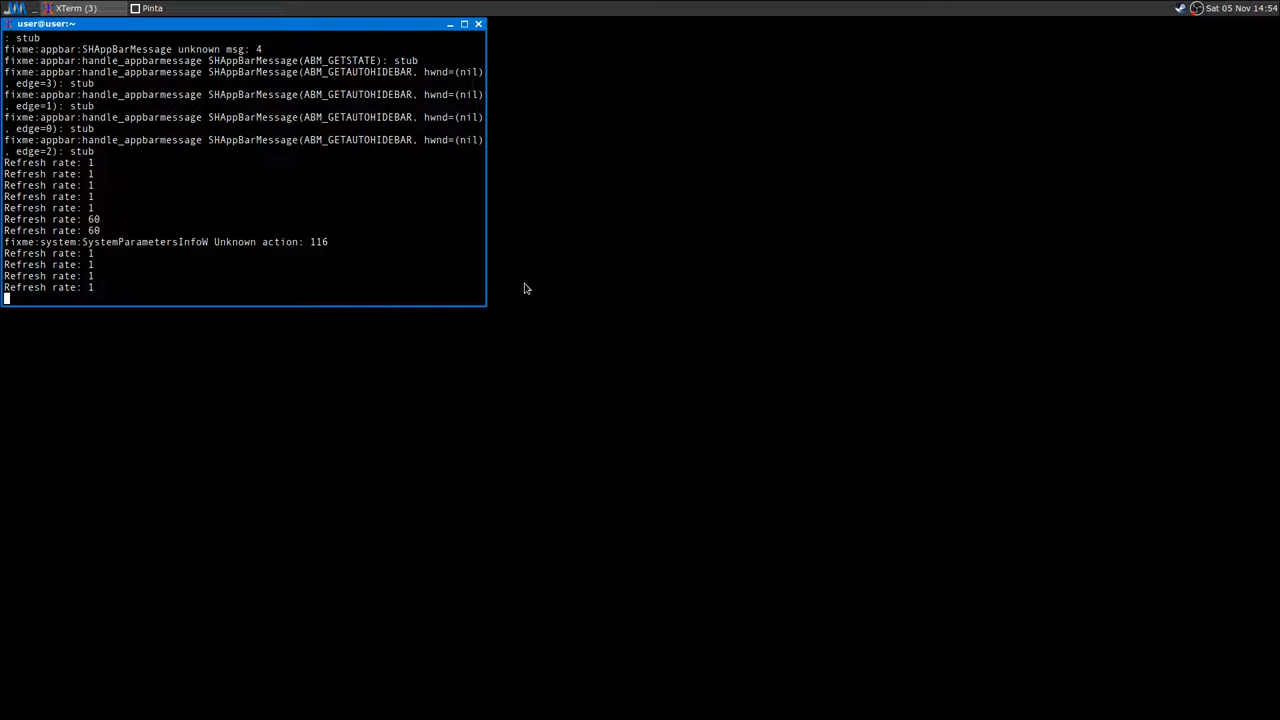 XTerm (3)
Pinta
Sat 05 Nov 14:54
user@user:~
: stub
fixme:appbar:SHAppBarMessage unknown msg: 4
fixme:appbar:handle_appbarmessage SHAppBarMessage(ABM_GETSTATE): stub
fixme:appbar:handle_appbarmessage SHAppBarMessage(ABM_GETAUTOHIDEBAR, hwnd=(nil)
, edge=3): stub
fixme:appbar:handle_appbarmessage SHAppBarMessage(ABM_GETAUTOHIDEBAR, hwnd=(nil)
, edge=1): stub
fixme:appbar:handle_appbarmessage SHAppBarMessage(ABM_GETAUTOHIDEBAR, hwnd=(nil)
, edge=0): stub
fixme:appbar:handle_appbarmessage SHAppBarMessage(ABM_GETAUTOHIDEBAR, hwnd=(nil)
, edge=2): stub
Refresh rate: 1
Refresh rate: 1
Refresh rate: 1
Refresh rate: 1
Refresh rate: 1
Refresh rate: 60
Refresh rate: 60
fixme:system:SystemParametersInfoW Unknown action: 116
Refresh rate: 1
Refresh rate: 1
Refresh rate: 1
Refresh rate: 1